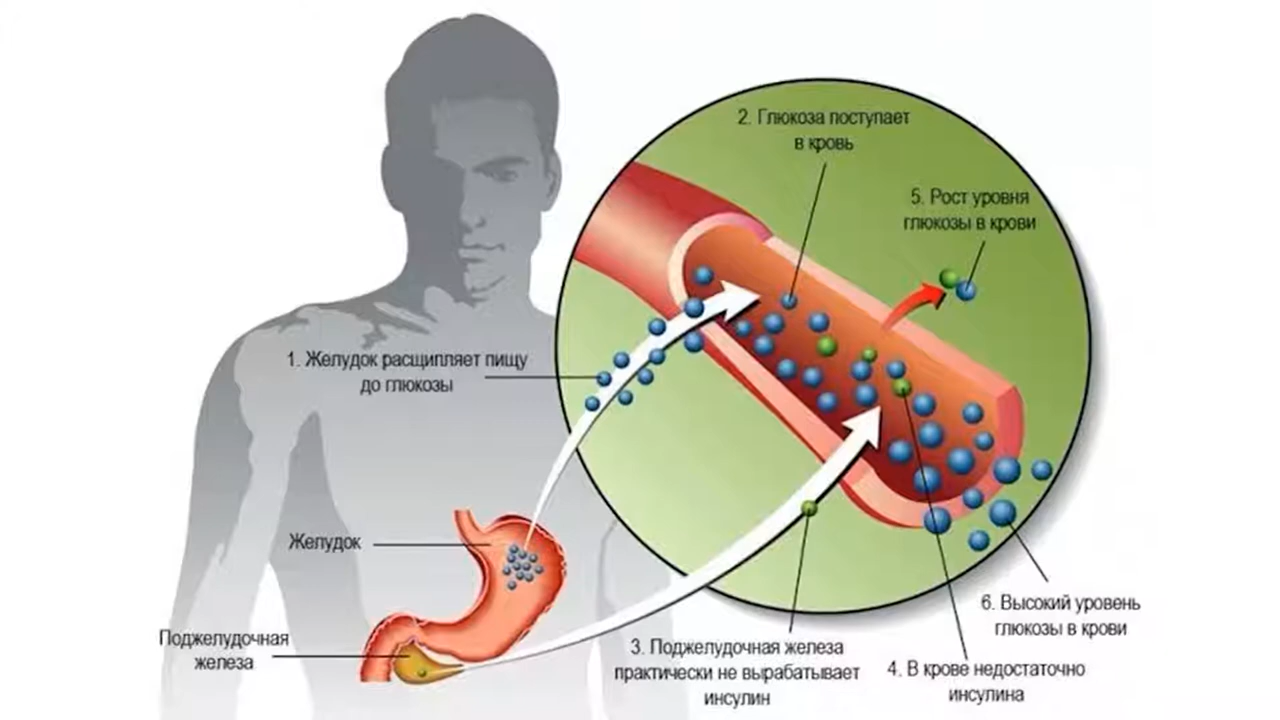 2. Глюкоза поступает
в кровь
5. Рост уровня
глюкозы в крови
1. Желудок расщипляет пищу
до глюкозы
Желудок
Поджелудочная
железа
3. Поджелудочная железа
практически не вырабатывает
инсулин
4. В крове недостаточно
инсулина
6. Высокий уровень
глюкозы в крови